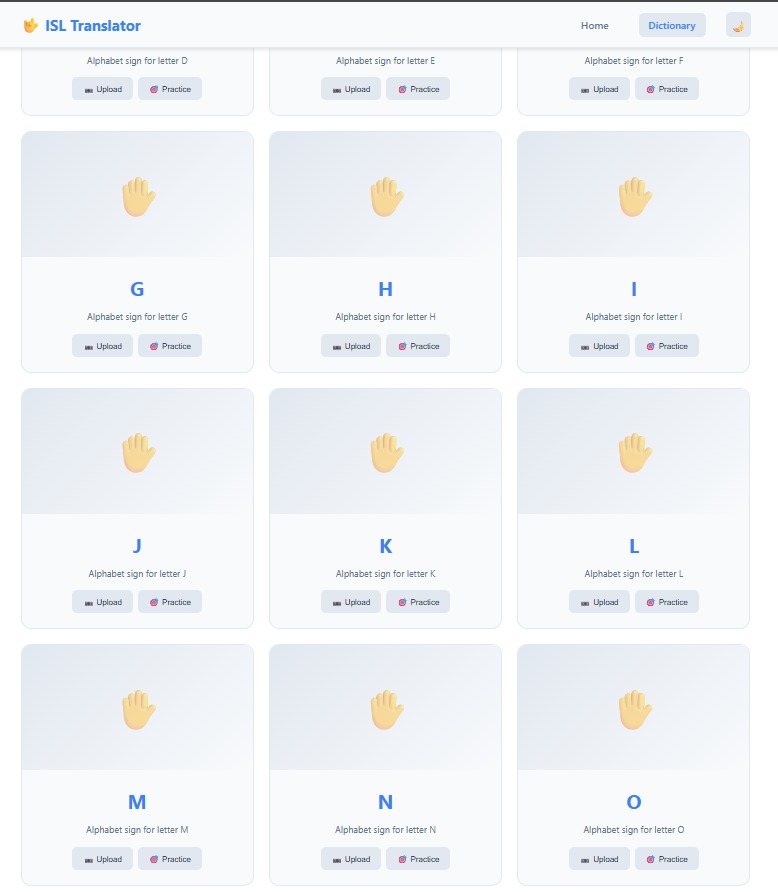 ISL Translator Home Dictionary
Alphabet sign for letter D Alphabet sign for letter E Alphabet sign for letter F
Upload Practice Upload Practice Upload Practice
G H I
Alphabet sign for letter G Alphabet sign for letter H Alphabet sign for letter I
Upload Practice Upload Practice Upload Practice
J K L
Alphabet sign for letter J Alphabet sign for letter K Alphabet sign for letter L
Upload Practice Upload Practice Upload Practice
M N O
Alphabet sign for letter M Alphabet sign for letter N Alphabet sign for letter O
Upload Practice Upload Practice Upload Practice